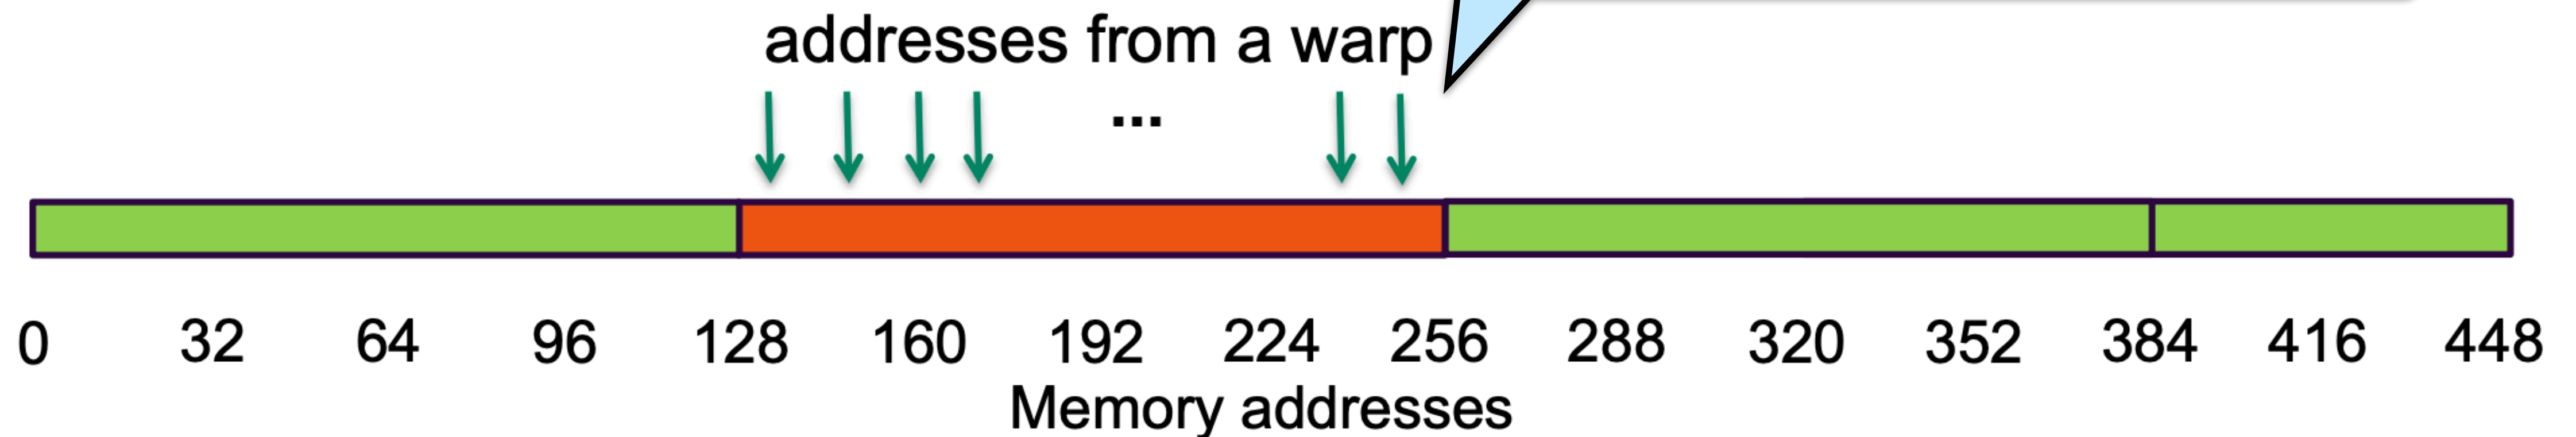 addresses from a warp
...
0 32 64 96 128 160 192 224 256 288 320 352 384 416 448
Memory addresses